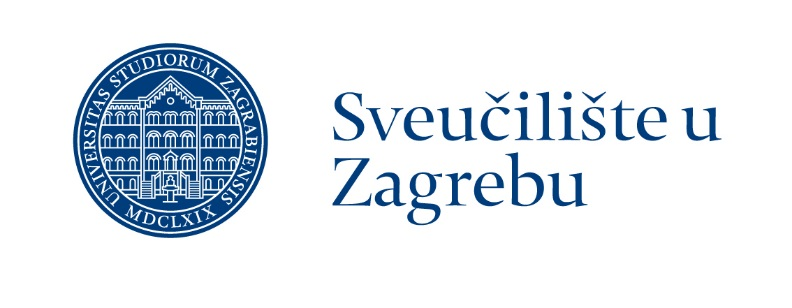 UNIVERSITAS STUDIORUM ZAGRABIENSIS
MDCLXIX
Sveučilište u
Zagrebu